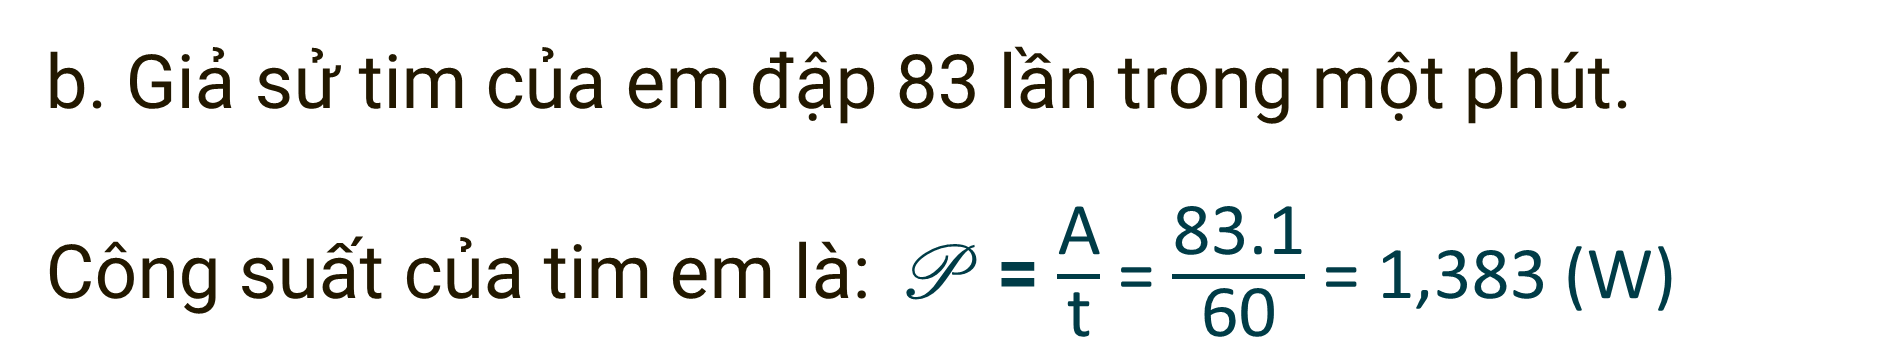 b. Giả sử tim của em đập 83 lần trong một phút.
Công suất của tim em là: 𝒫 = A/t = 83.1/60 = 1,383 (W)